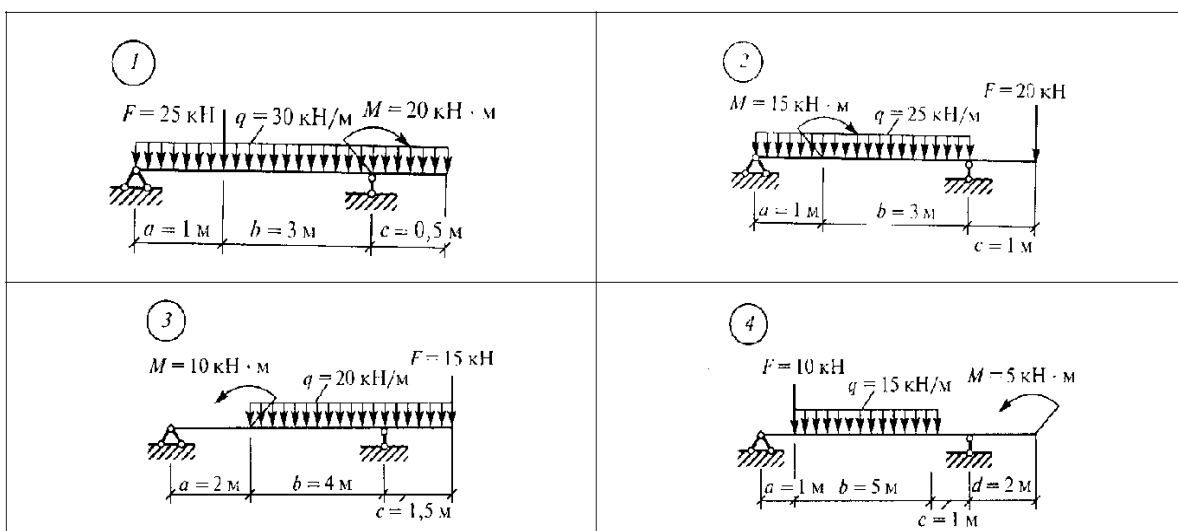 1
F = 25 кН
q = 30 кН/м
M = 20 кН · м
a = 1 м
b = 3 м
c = 0,5 м
2
M = 15 кН · м
q = 25 кН/м
F = 20 кН
a = 1 м
b = 3 м
c = 1 м
3
M = 10 кН · м
q = 20 кН/м
F = 15 кН
a = 2 м
b = 4 м
c = 1,5 м
4
F = 10 кН
q = 15 кН/м
M = 5 кН · м
a = 1 м
b = 5 м
d = 2 м
c = 1 м